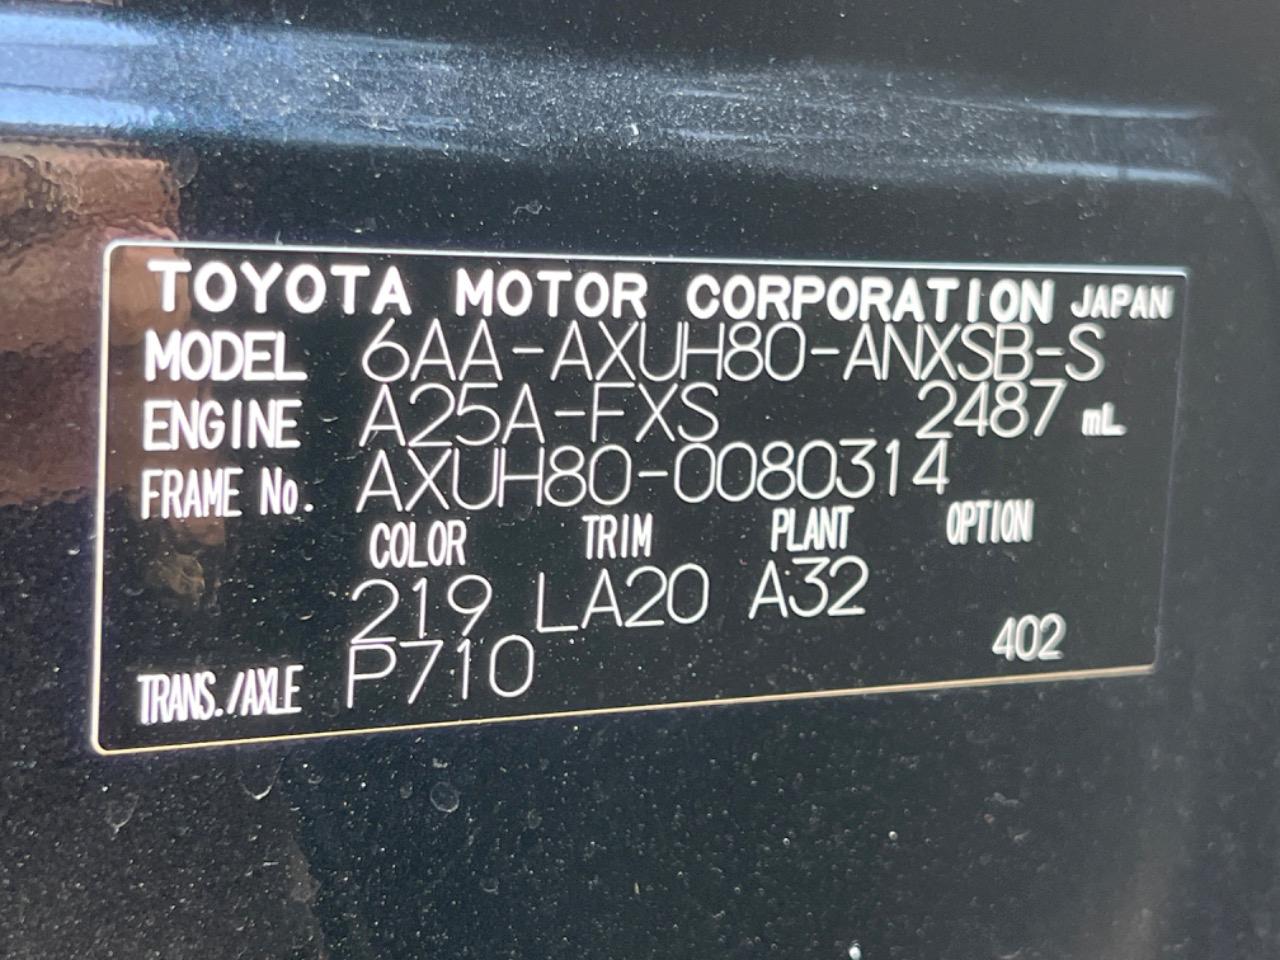 TOYOTA MOTOR CORPORATION JAPAN
MODEL 6AA-AXUH80-ANXSB-S
ENGINE A25A-FXS 2487 mL
FRAME No. AXUH80-0080314
COLOR TRIM PLANT OPTION
219 LA20 A32
TRANS./AXLE P710 402